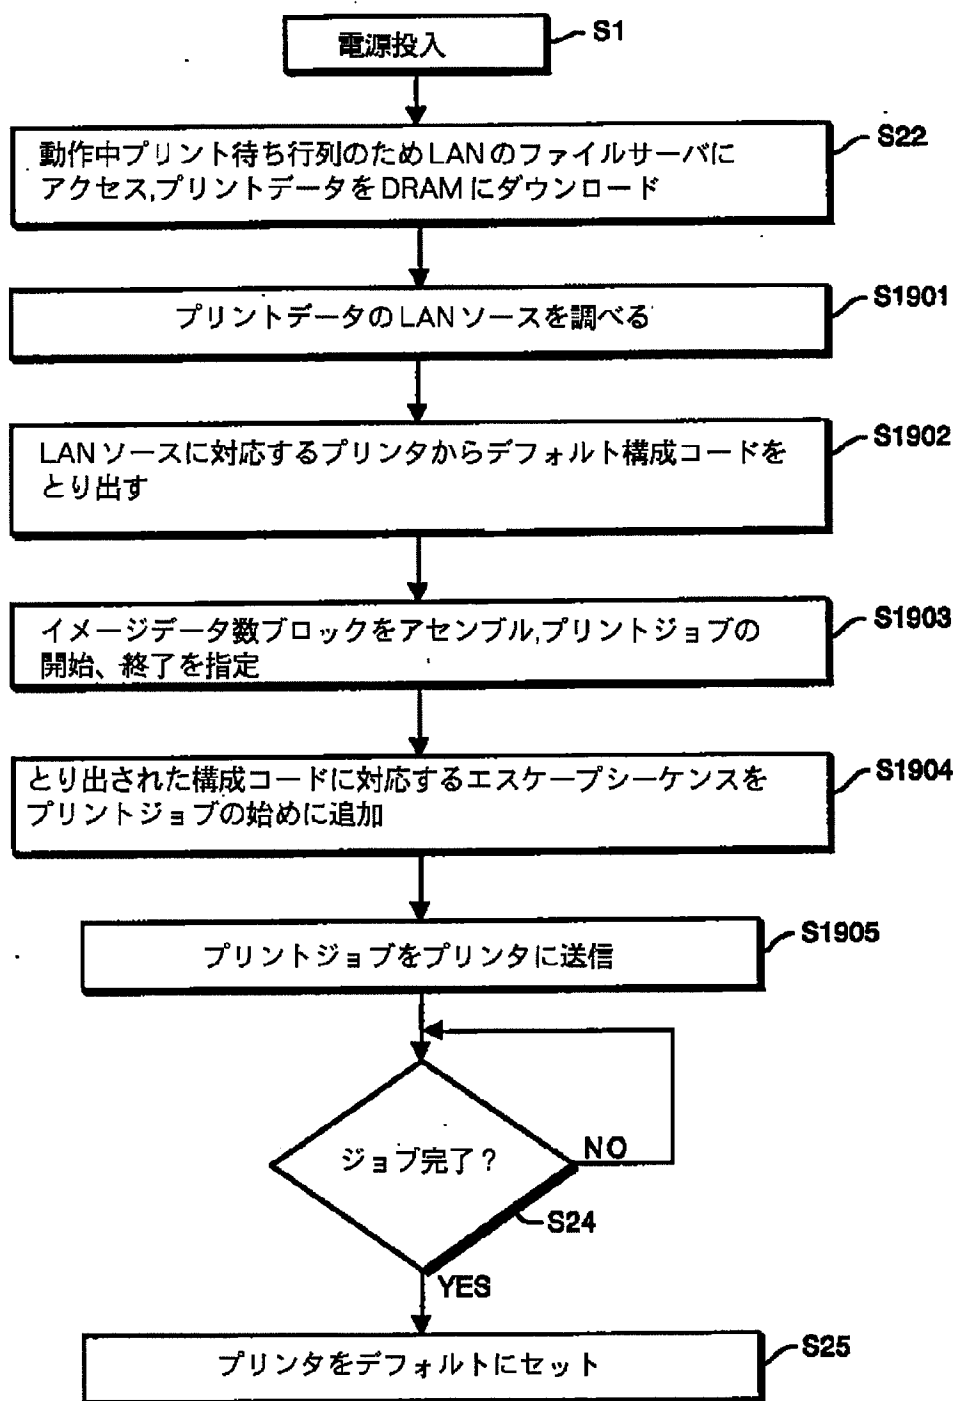 電源投入
S1
動作中プリント待ち行列のためLANのファイルサーバに
アクセス,プリントデータをDRAMにダウンロード
S22
プリントデータのLANソースを調べる
S1901
LANソースに対応するプリンタからデフォルト構成コードを
とり出す
S1902
イメージデータ数ブロックをアセンブル,プリントジョブの
開始、終了を指定
S1903
とり出された構成コードに対応するエスケープシーケンスを
プリントジョブの始めに追加
S1904
プリントジョブをプリンタに送信
S1905
ジョブ完了?
NO
S24
YES
プリンタをデフォルトにセット
S25